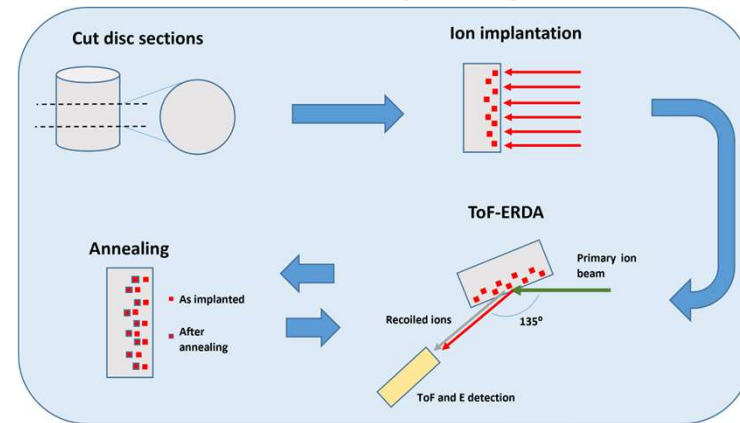 Cut disc sections
Ion implantation
ToF-ERDA
Primary ion
beam
Recoiled ions
135°
ToF and E detection
Annealing
As implanted
After
annealing